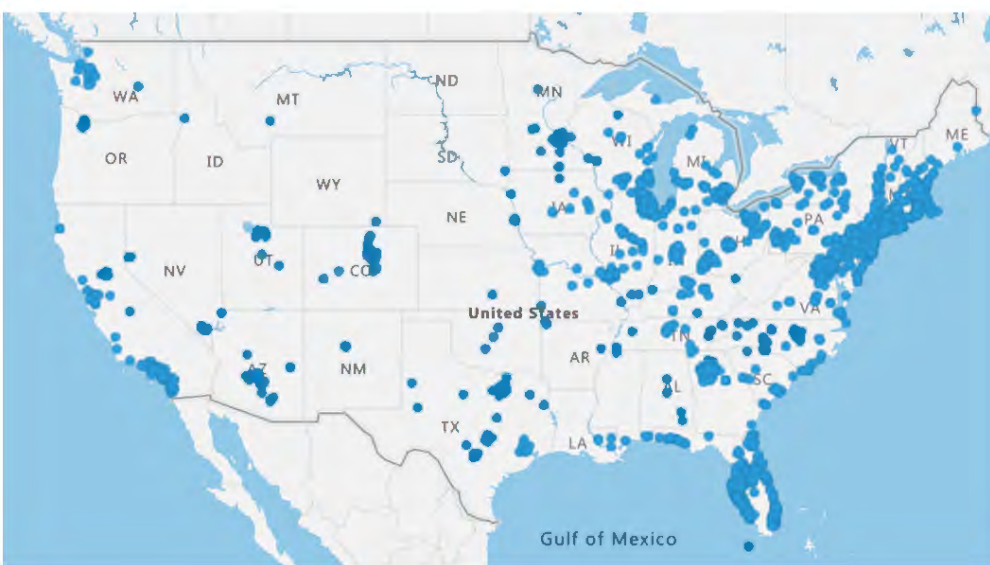 WA
MT
ND
MN
ME
VT
OR
ID
SD
WI
MI
WY
IA
PA
NE
NV
UT
CO
IL
VA
United States
AZ
NM
AR
TN
AL
SC
TX
LA
Gulf of Mexico